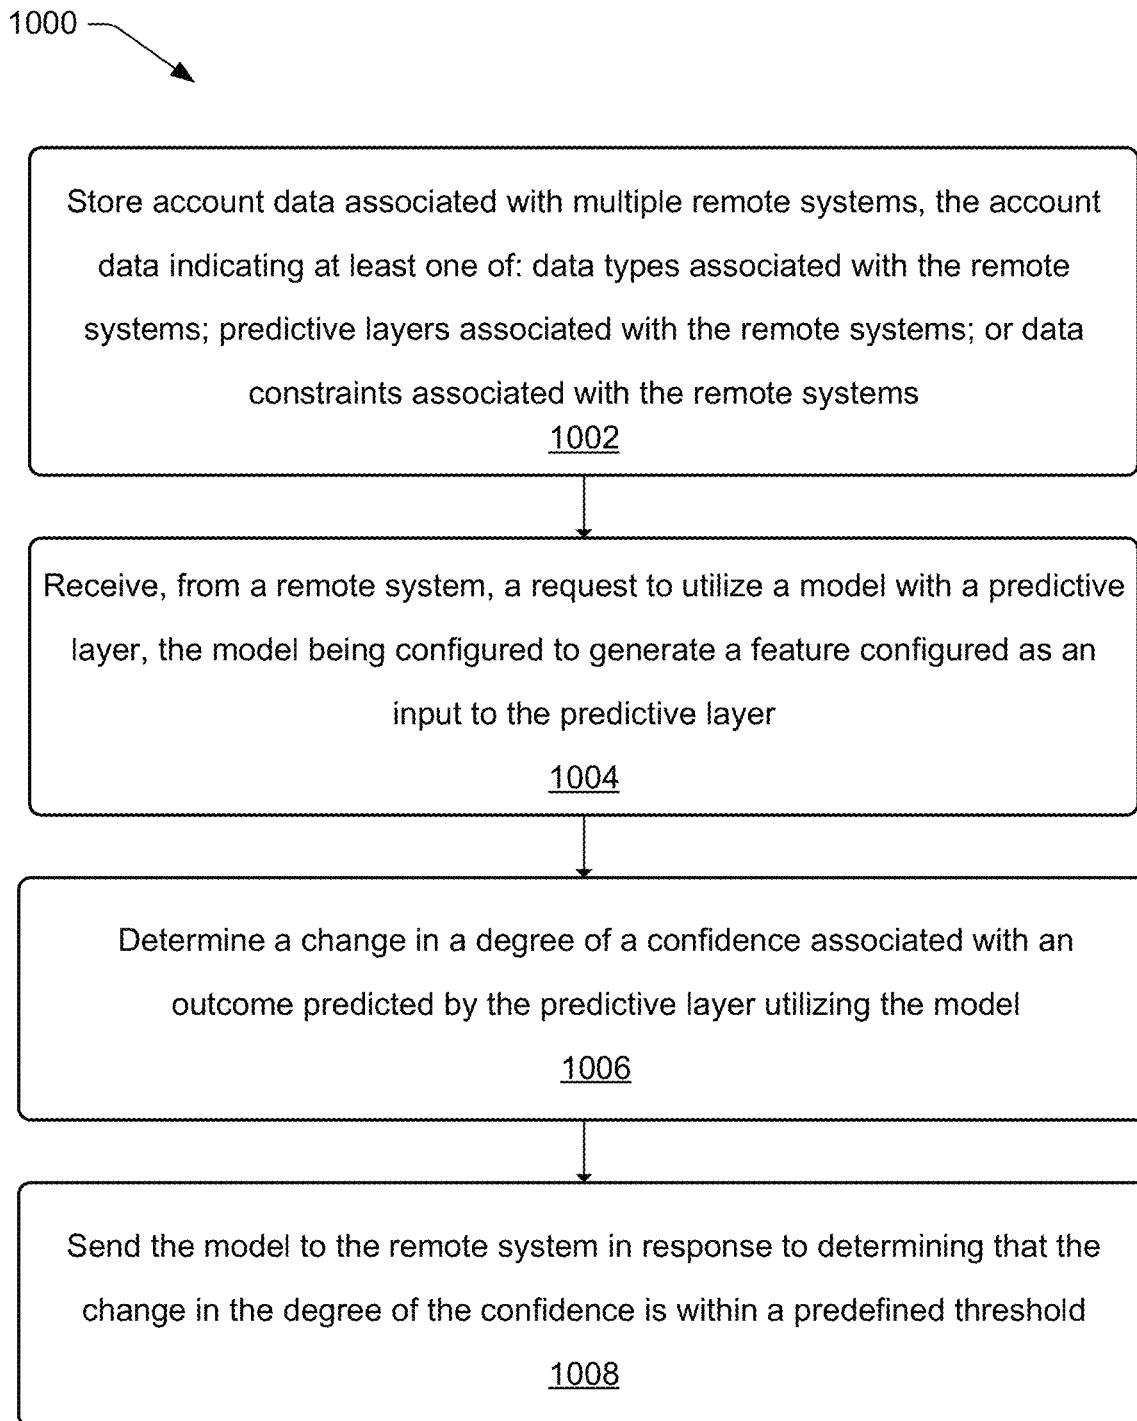 1000
Store account data associated with multiple remote systems, the account
data indicating at least one of: data types associated with the remote
systems; predictive layers associated with the remote systems; or data
constraints associated with the remote systems
1002
Receive, from a remote system, a request to utilize a model with a predictive
layer, the model being configured to generate a feature configured as an
input to the predictive layer
1004
Determine a change in a degree of a confidence associated with an
outcome predicted by the predictive layer utilizing the model
1006
Send the model to the remote system in response to determining that the
change in the degree of the confidence is within a predefined threshold
1008